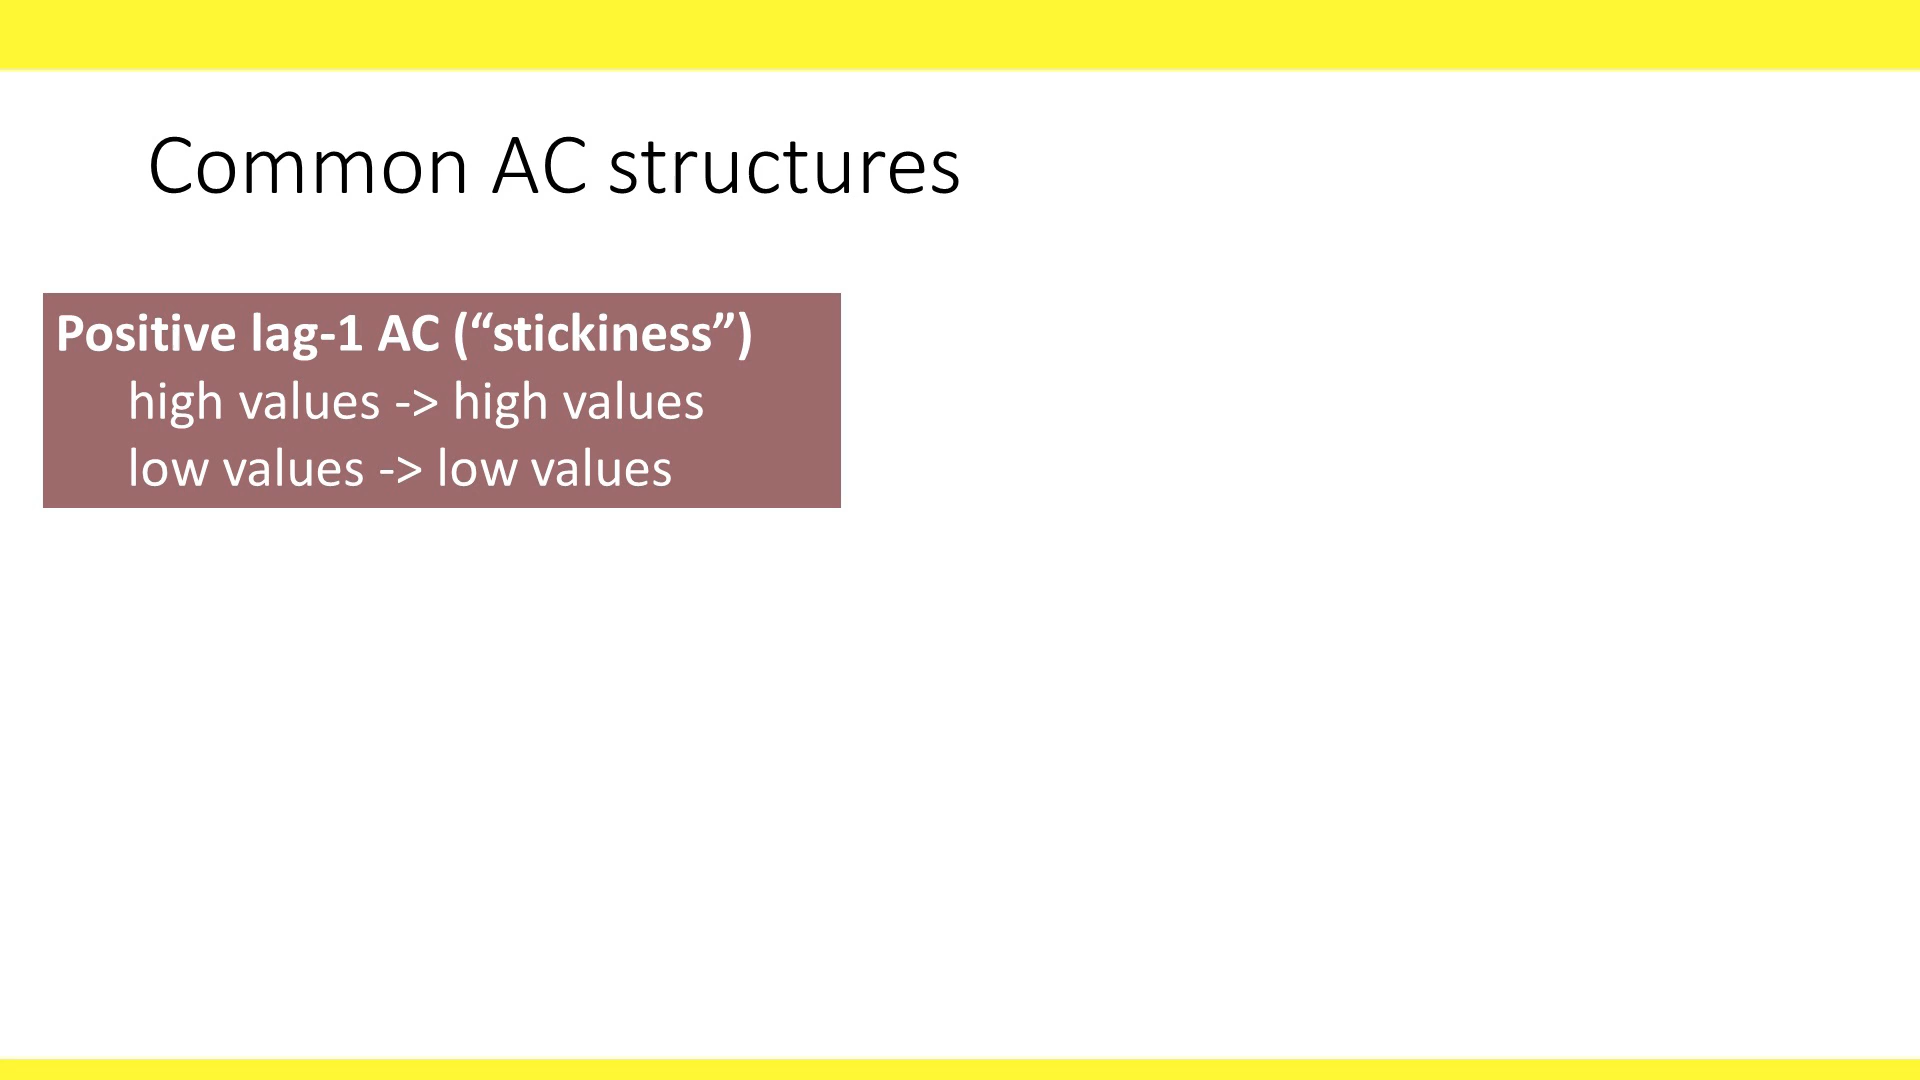 Common AC structures
Positive lag-1 AC (“stickiness”)
high values -> high values
low values -> low values